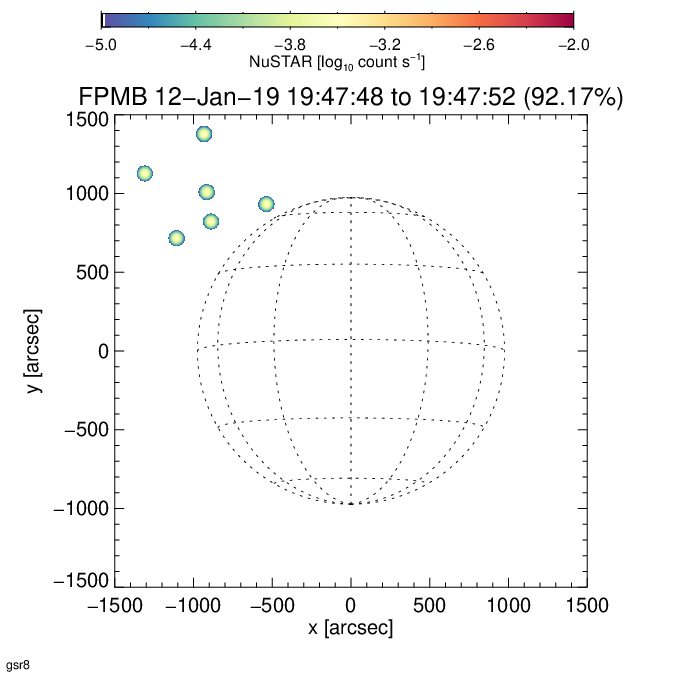 −5.0 −4.4 −3.8 −3.2 −2.6 −2.0
NuSTAR [log10 count s−1]
FPMB 12−Jan−19 19:47:48 to 19:47:52 (92.17%)
1500
1000
500
0
−500
−1000
−1500
y [arcsec]
−1500 −1000 −500 0 500 1000 1500
x [arcsec]
gsr8